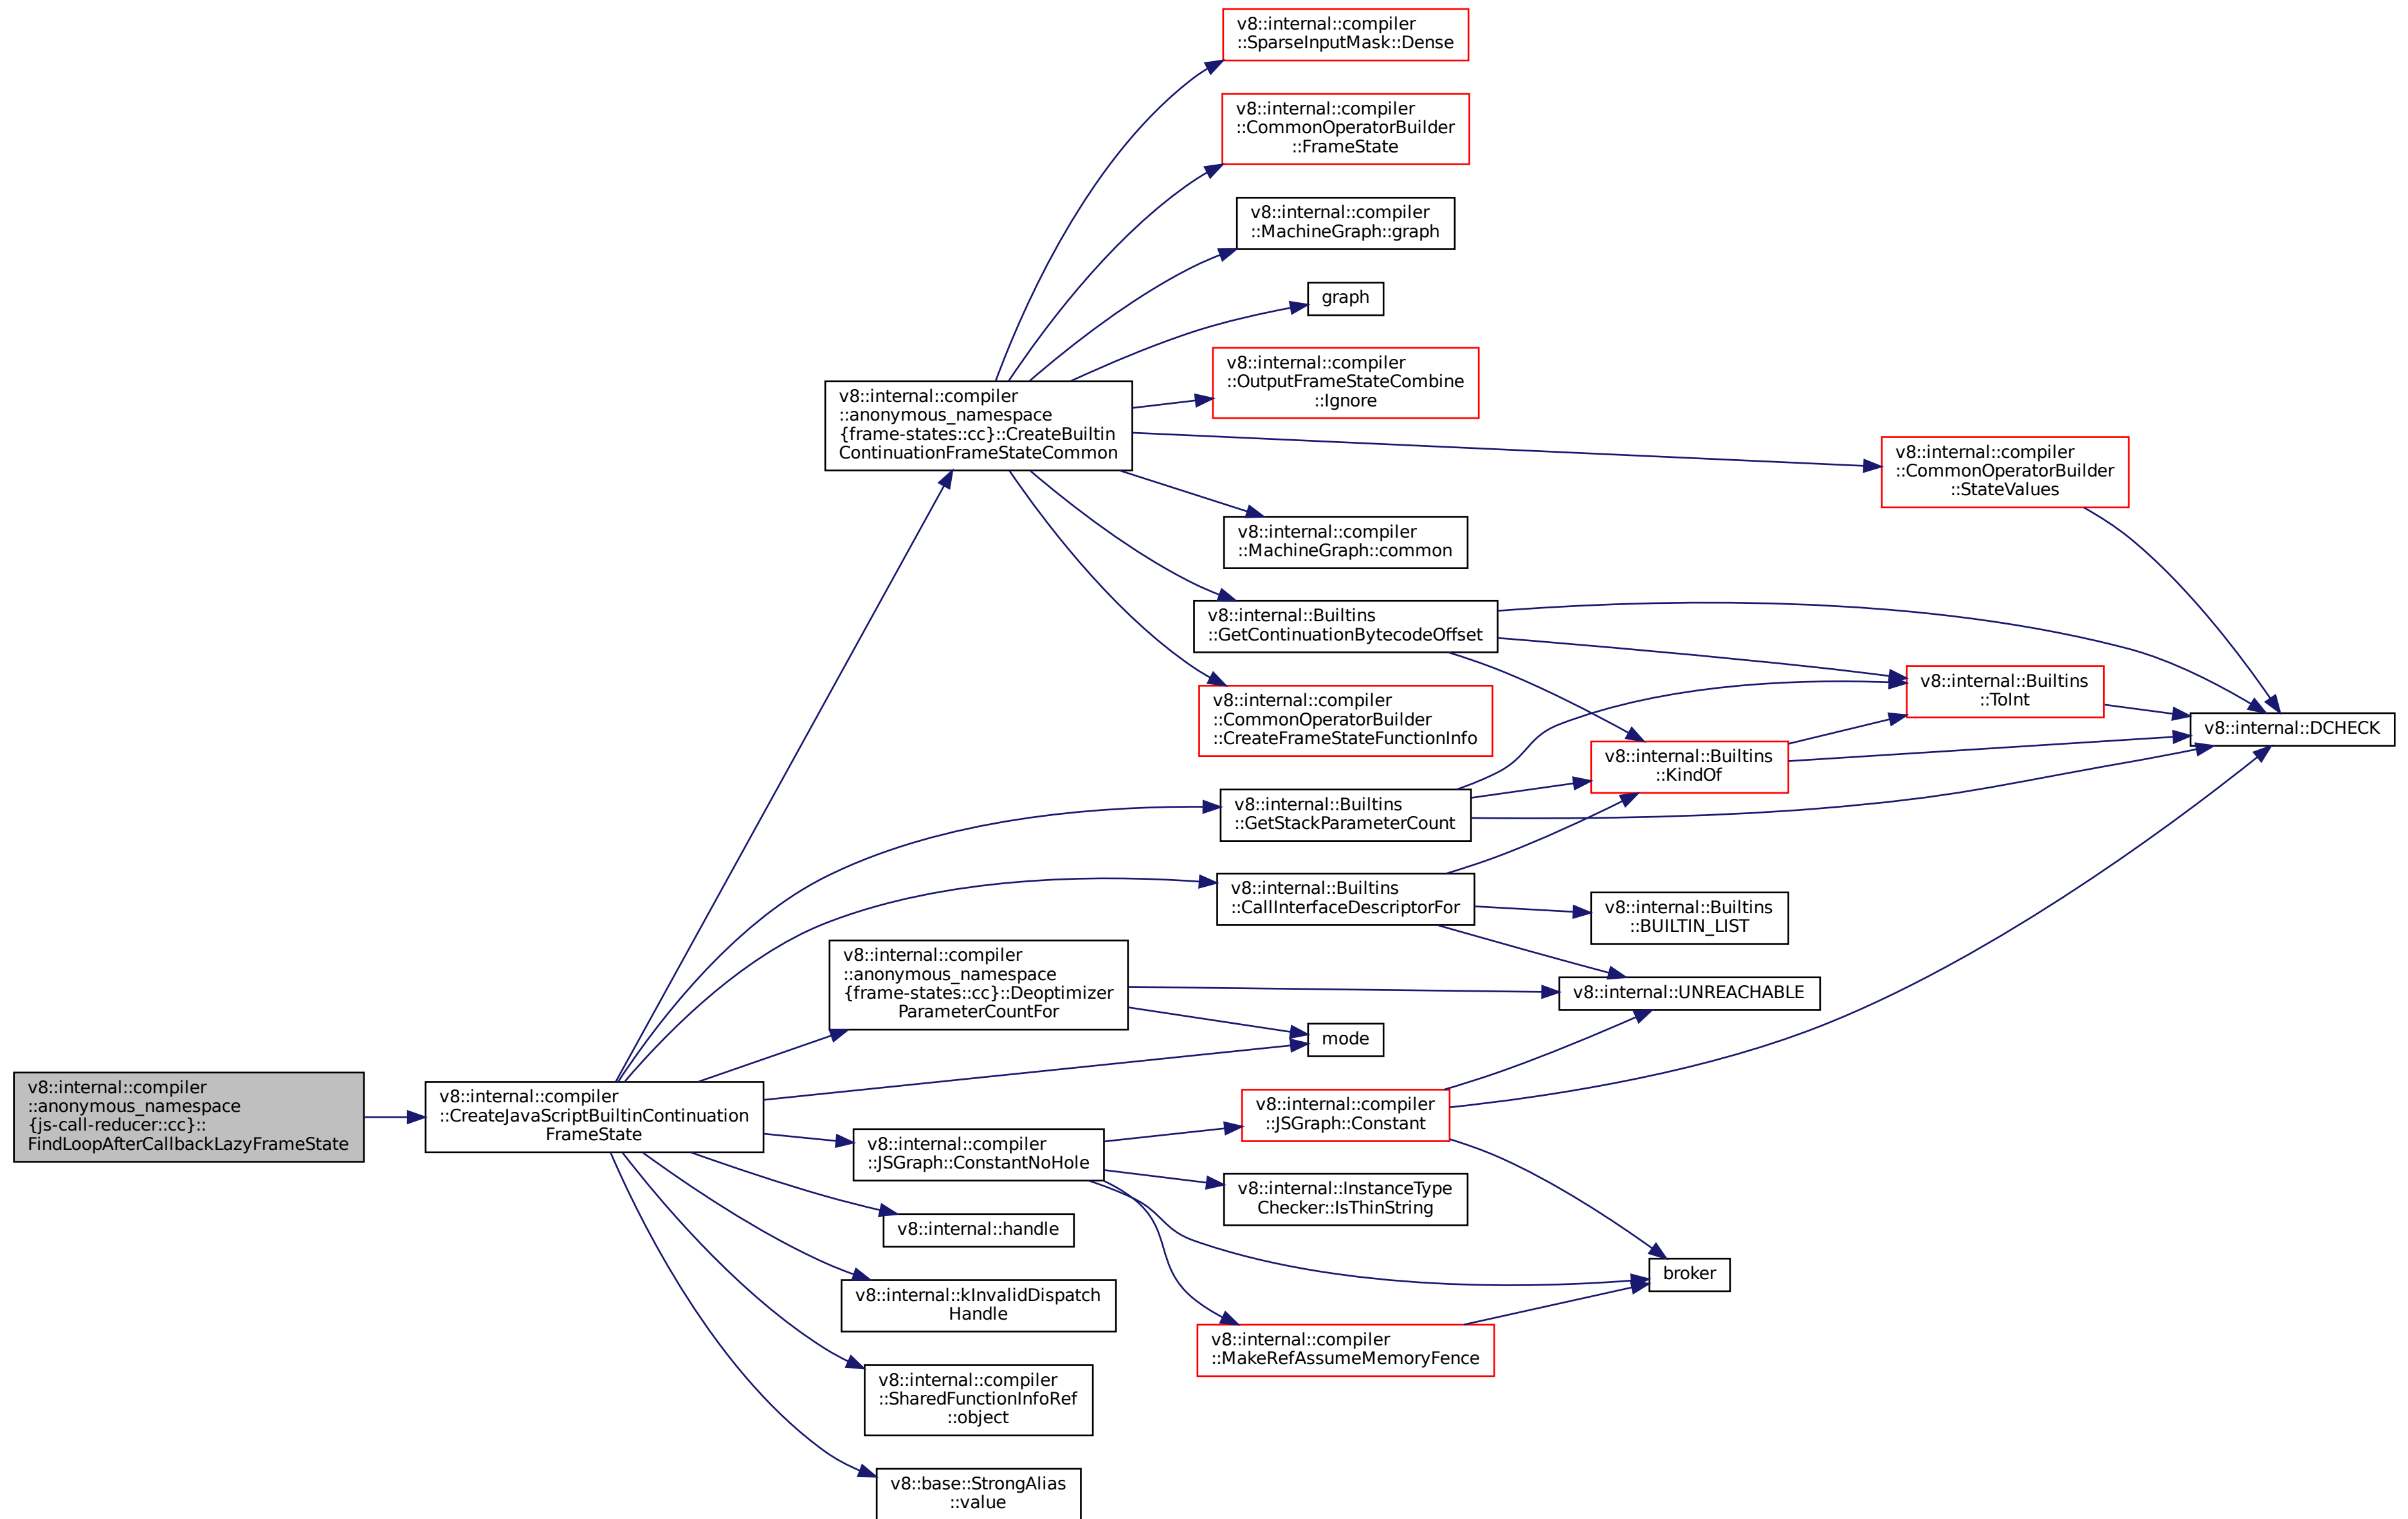 v8::internal::compiler
::SparseInputMask::Dense
v8::internal::compiler
::CommonOperatorBuilder
::FrameState
v8::internal::compiler
::MachineGraph::graph
graph
v8::internal::compiler
::OutputFrameStateCombine
::Ignore
v8::internal::compiler
::anonymous_namespace
{frame-states::cc}::CreateBuiltin
ContinuationFrameStateCommon
v8::internal::compiler
::CommonOperatorBuilder
::StateValues
v8::internal::compiler
::MachineGraph::common
v8::internal::Builtins
::GetContinuationBytecodeOffset
v8::internal::compiler
::CommonOperatorBuilder
::CreateFrameStateFunctionInfo
v8::internal::Builtins
::ToInt
v8::internal::DCHECK
v8::internal::Builtins
::KindOf
v8::internal::Builtins
::GetStackParameterCount
v8::internal::Builtins
::CallInterfaceDescriptorFor
v8::internal::Builtins
::BUILTIN_LIST
v8::internal::compiler
::anonymous_namespace
{frame-states::cc}::Deoptimizer
ParameterCountFor
v8::internal::UNREACHABLE
mode
v8::internal::compiler
::anonymous_namespace
{js-call-reducer::cc}::
FindLoopAfterCallbackLazyFrameState
v8::internal::compiler
::CreateJavaScriptBuiltinContinuation
FrameState
v8::internal::compiler
::JSGraph::Constant
v8::internal::compiler
::JSGraph::ConstantNoHole
v8::internal::InstanceType
Checker::IsThinString
v8::internal::handle
broker
v8::internal::kInvalidDispatch
Handle
v8::internal::compiler
::MakeRefAssumeMemoryFence
v8::internal::compiler
::SharedFunctionInfoRef
::object
v8::base::StrongAlias
::value